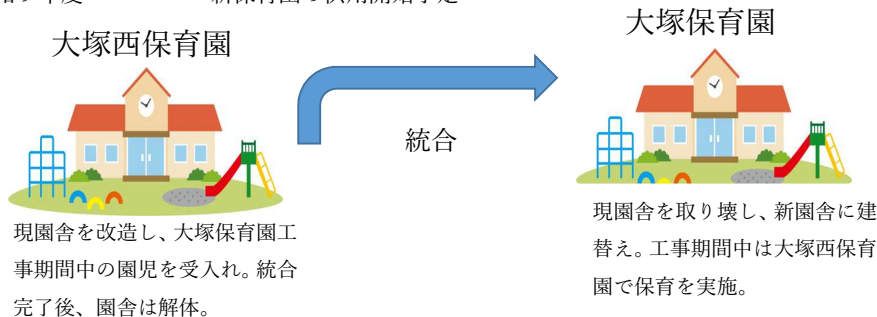 大塚西保育園
大塚保育園
統合
現園舎を改造し、大塚保育園工
事期間中の園児を受入れ。統合
完了後、園舎は解体。
現園舎を取り壊し、新園舎に建
替え。工事期間中は大塚西保育
園で保育を実施。